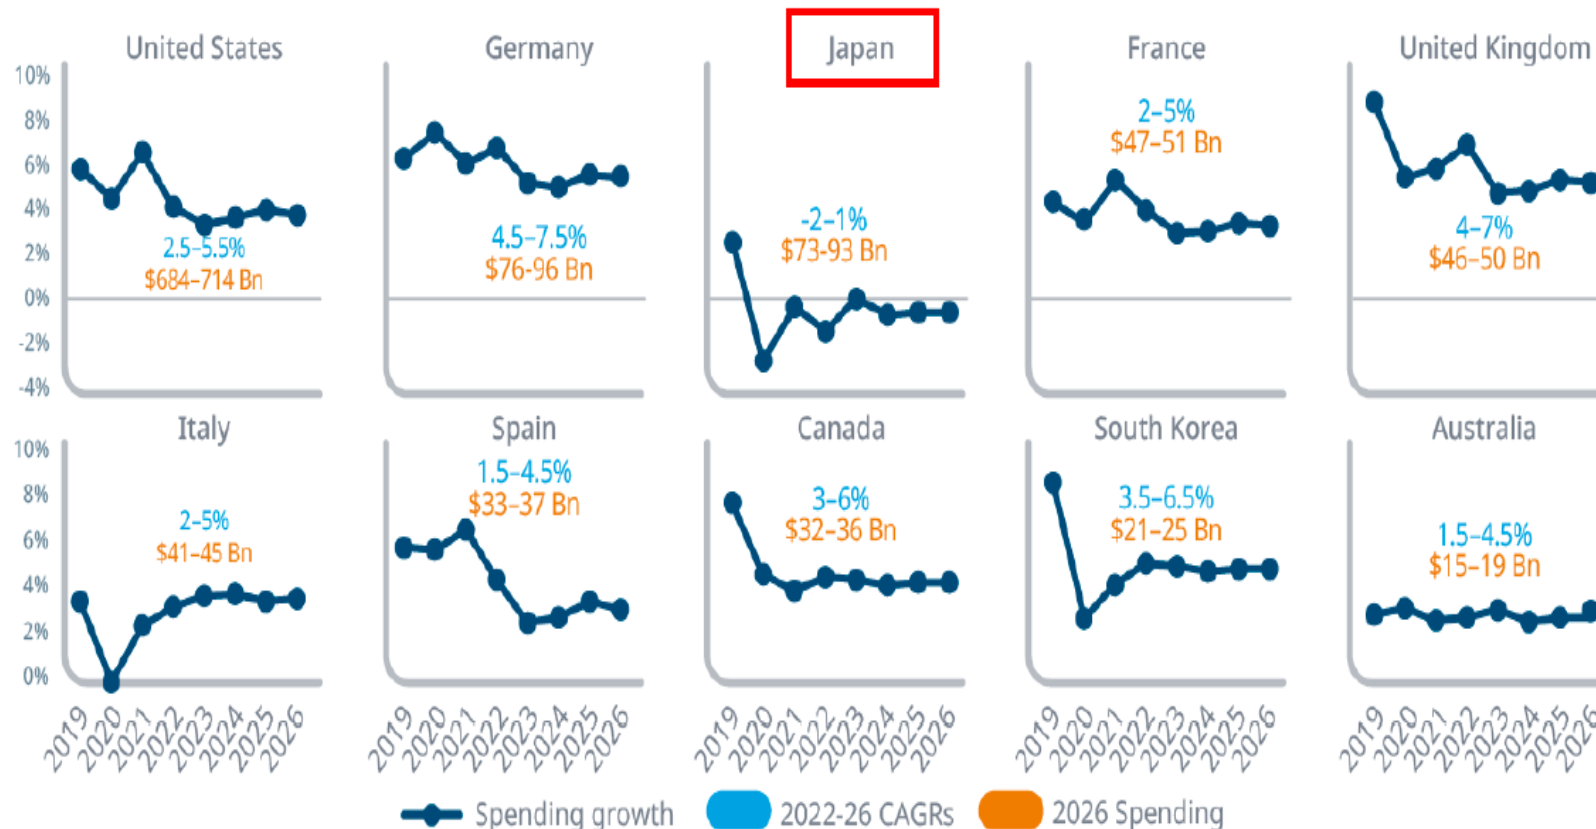 United States Germany Japan France United Kingdom
10%
8%
6%
4%
2%
0%
-2%
-4%
2.5–5.5%
$684–714 Bn
4.5–7.5%
$76-96 Bn
-2–1%
$73-93 Bn
2–5%
$47–51 Bn
4–7%
$46–50 Bn
Italy Spain Canada South Korea Australia
10%
8%
6%
4%
2%
0%
2–5%
$41–45 Bn
1.5–4.5%
$33–37 Bn
3–6%
$32–36 Bn
3.5–6.5%
$21–25 Bn
1.5–4.5%
$15–19 Bn
2019 2020 2021 2022 2023 2024 2025 2026
2019 2020 2021 2022 2023 2024 2025 2026
2019 2020 2021 2022 2023 2024 2025 2026
2019 2020 2021 2022 2023 2024 2025 2026
2019 2020 2021 2022 2023 2024 2025 2026
Spending growth 2022-26 CAGRs 2026 Spending